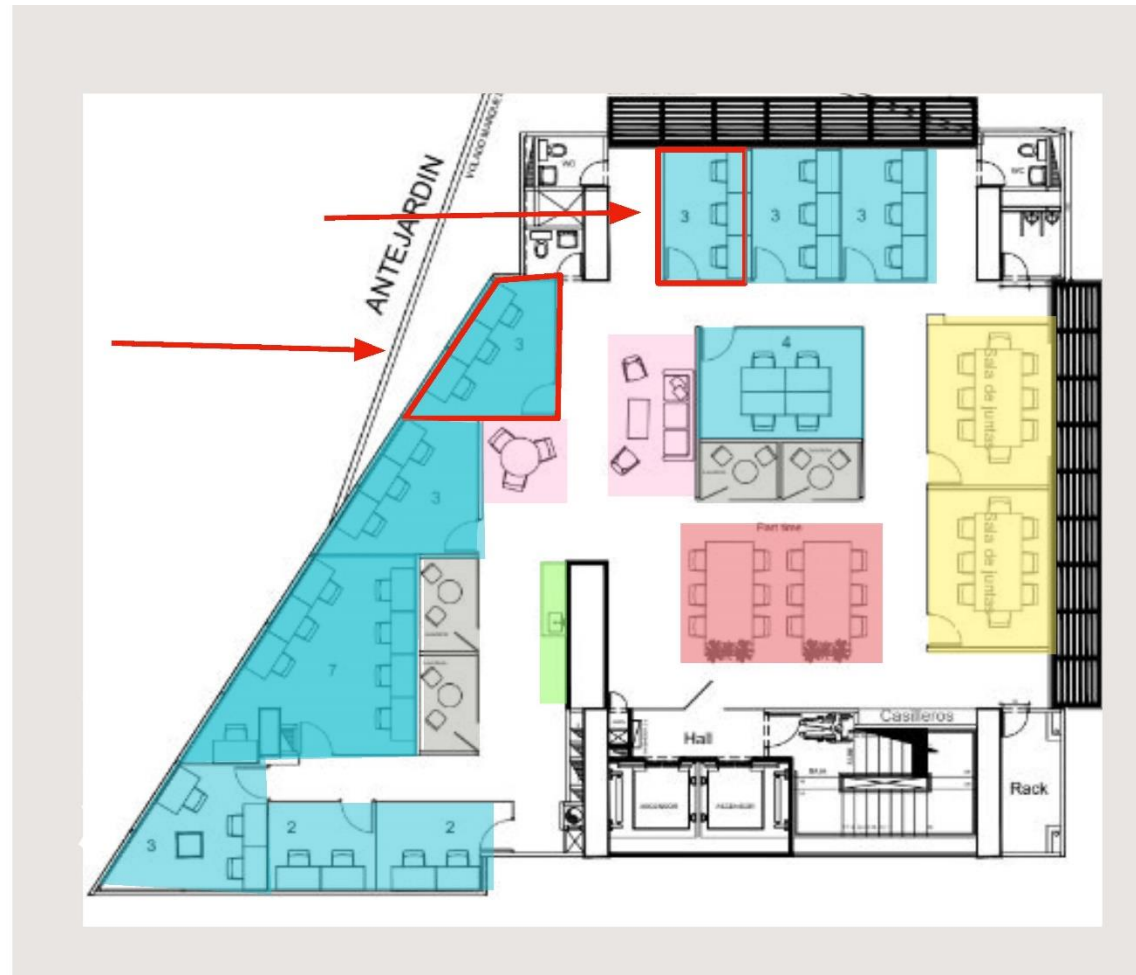 ANTEJARDIN
WC
WC
3
3
3
3
4
Sala de juntas
3
Part time
Sala de juntas
7
Hall
Casilleros
BAJA
ASCENSOR
ASCENSOR
Rack
3
2
2